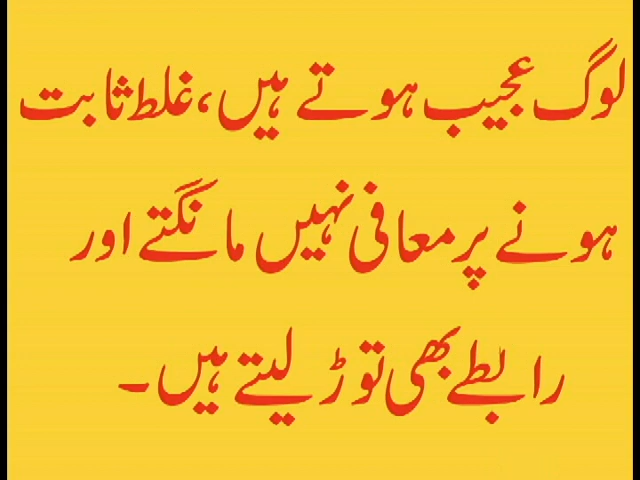 لوگ عجیب ہوتے ہیں، غلط ثابت
ہونے پر معافی نہیں مانگتے اور
رابطے بھی توڑ لیتے ہیں۔